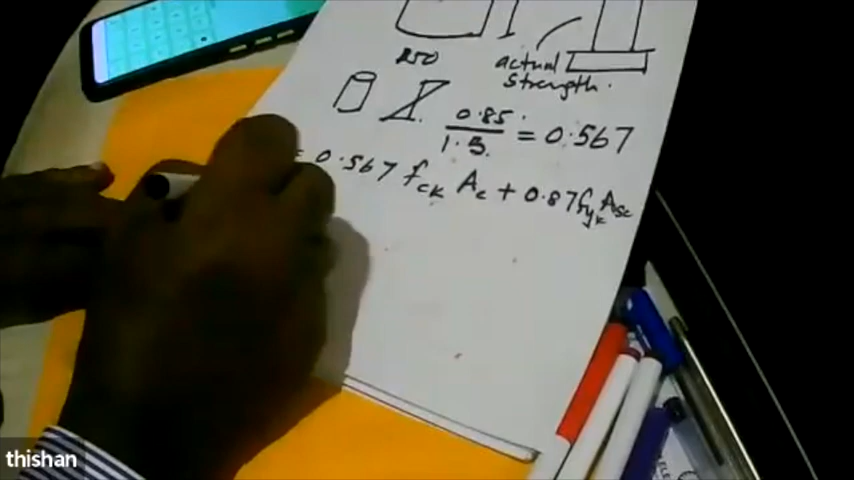 250
actual
strength.
0.85
1.5. = 0.567
= 0.567 fck Ac + 0.87fyk Asc
thishan